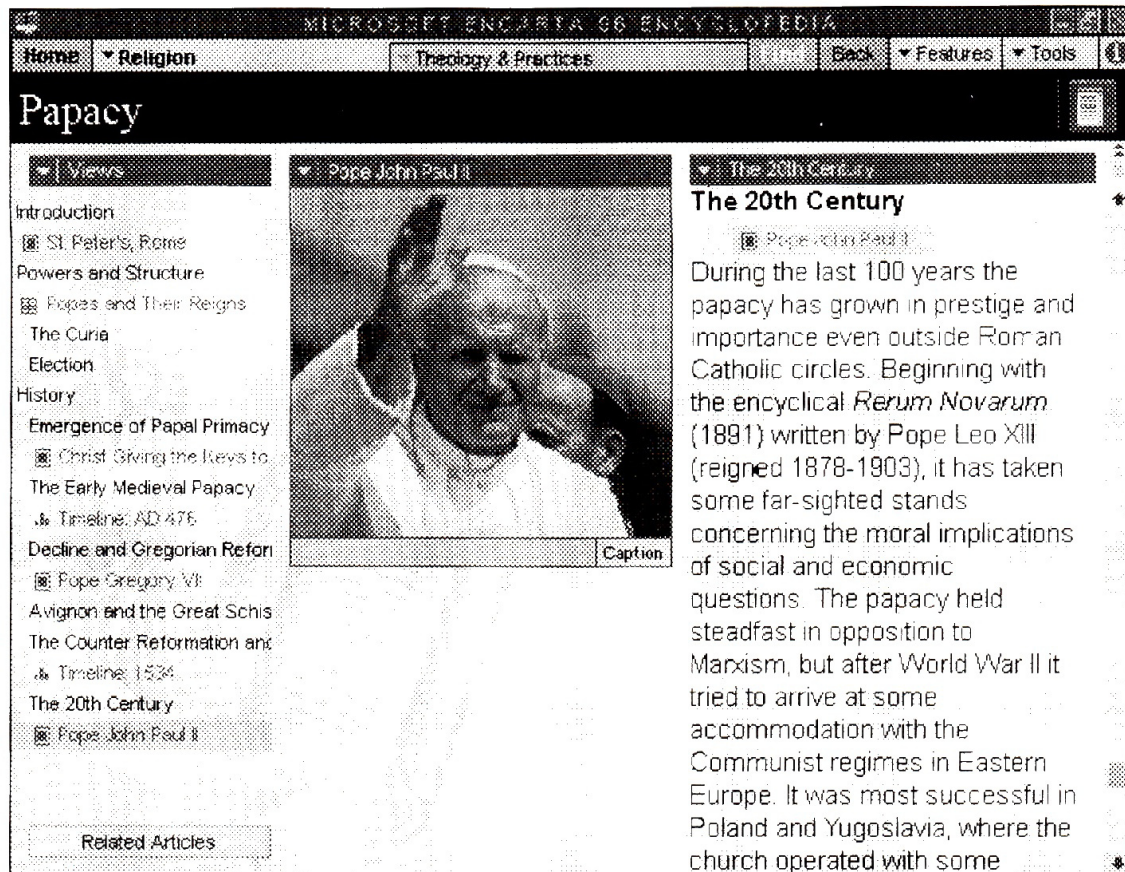 MICROSOFT ENCARTA 96 ENCYCLOPEDIA
Home Religion Theology & Practices Back Features Tools
Papacy
Views
Introduction
St. Peter's, Rome
Powers and Structure
Popes and Their Reigns
The Curia
Election
History
Emergence of Papal Primacy
Christ Giving the Keys to
The Early Medieval Papacy
Timeline: AD 476
Decline and Gregorian Refor
Pope Gregory VII
Avignon and the Great Schis
The Counter Reformation and
Timeline: 1534
The 20th Century
Pope John Paul II
Related Articles
Pope John Paul II
Caption
The 20th Century
The 20th Century
Pope John Paul II
During the last 100 years the
papacy has grown in prestige and
importance even outside Roman
Catholic circles. Beginning with
the encyclical Rerum Novarum
(1891) written by Pope Leo XIII
(reigned 1878-1903), it has taken
some far-sighted stands
concerning the moral implications
of social and economic
questions. The papacy held
steadfast in opposition to
Marxism, but after World War II it
tried to arrive at some
accommodation with the
Communist regimes in Eastern
Europe. It was most successful in
Poland and Yugoslavia, where the
church operated with some